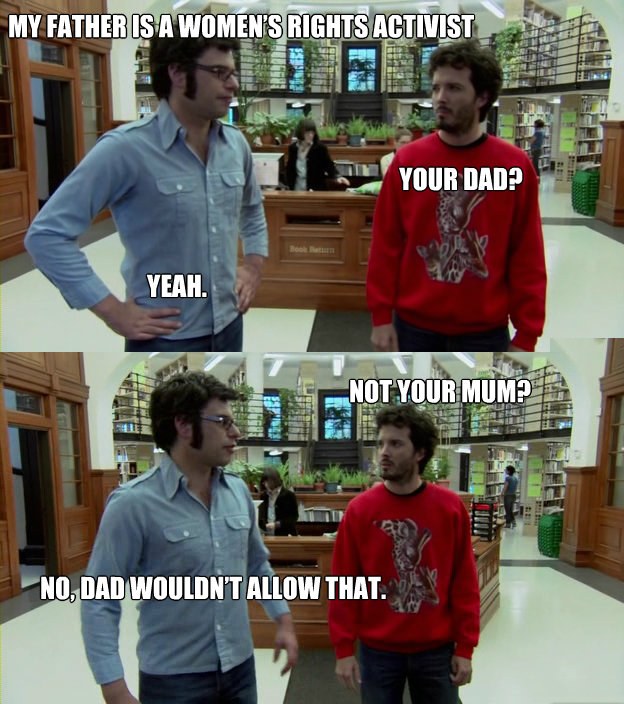 MY FATHER IS A WOMEN'S RIGHTS ACTIVIST
YOUR DAD?
YEAH.
NOT YOUR MUM?
NO, DAD WOULDN'T ALLOW THAT.